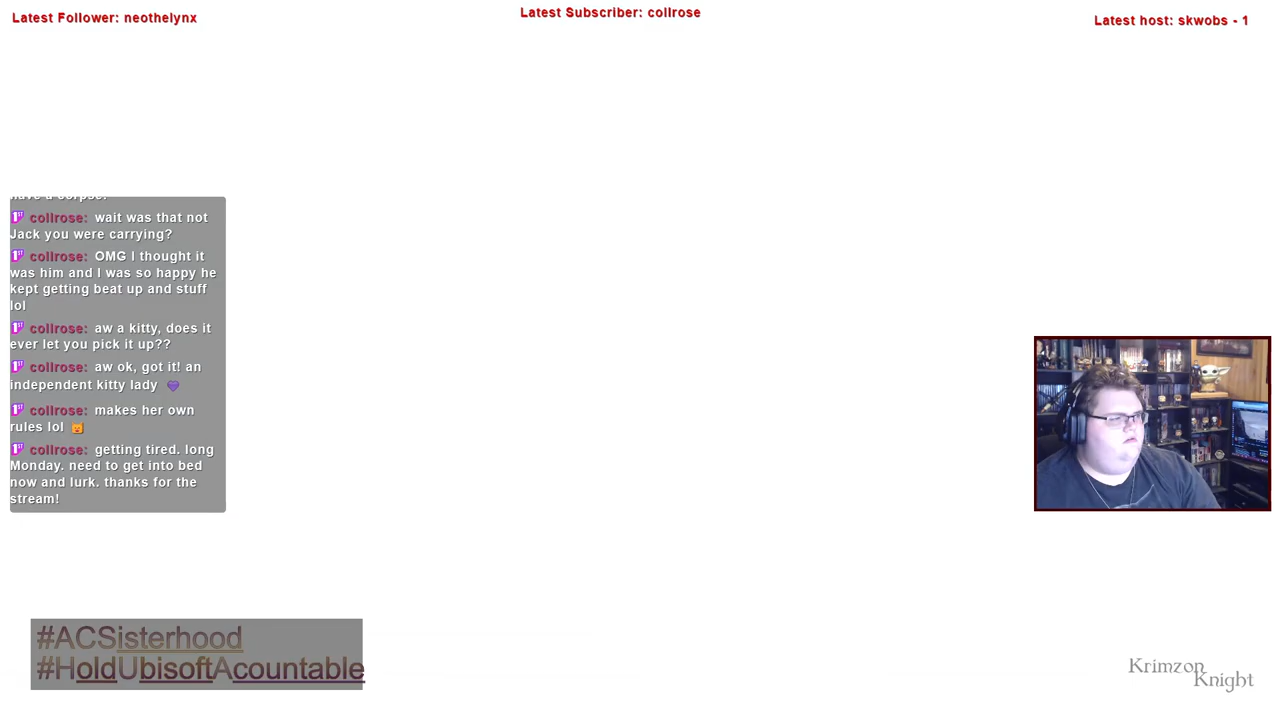 Latest Follower: neothelynx
Latest Subscriber: collrose
Latest host: skwobs - 1
have a corpse?
collrose: wait was that not
Jack you were carrying?
collrose: OMG I thought it
was him and I was so happy he
kept getting beat up and stuff
lol
collrose: aw a kitty, does it
ever let you pick it up??
collrose: aw ok, got it! an
independent kitty lady 💜
collrose: makes her own
rules lol
collrose: getting tired. long
Monday. need to get into bed
now and lurk. thanks for the
stream!
#ACSisterhood
#HoldUbisoftAcountable
Krimzon
Knight